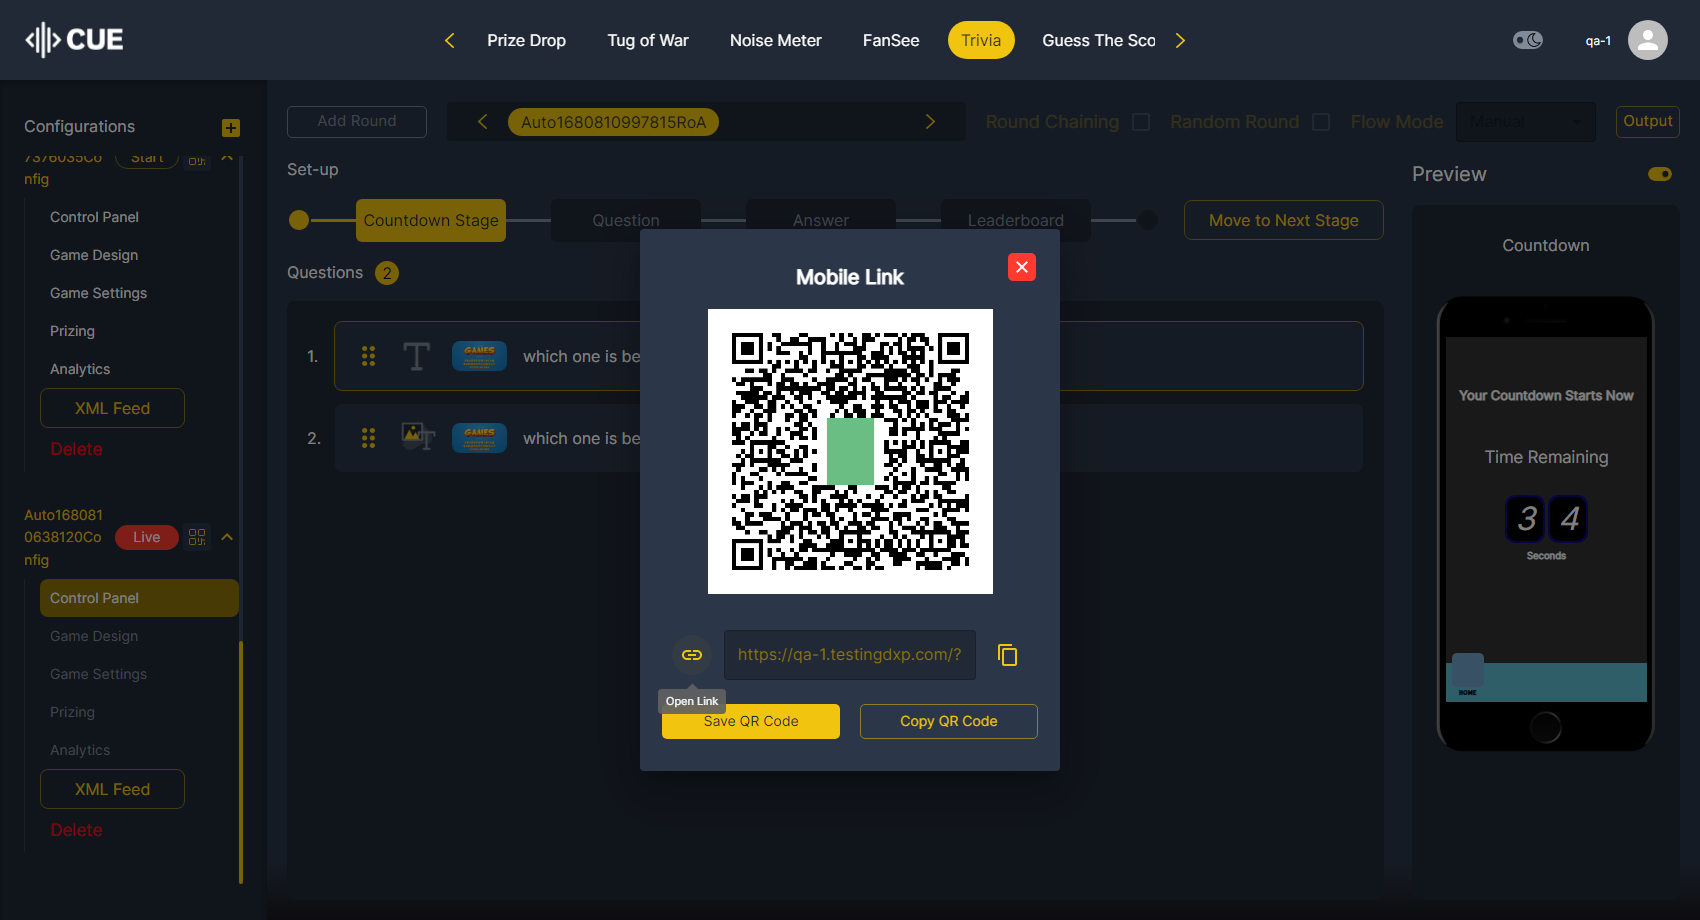 CUE
Prize Drop
Tug of War
Noise Meter
FanSee
Trivia
Guess The Sco
qa-1
Configurations
7376035Co
nfig
Start
Control Panel
Game Design
Game Settings
Prizing
Analytics
XML Feed
Delete
Auto168081
0638120Co
nfig
Live
Control Panel
Game Design
Game Settings
Prizing
Analytics
XML Feed
Delete
Add Round
Auto1680810997815RoA
Round Chaining
Random Round
Flow Mode
Manual
Output
Set-up
Countdown Stage
Question
Answer
Leaderboard
Move to Next Stage
Questions 2
1.
GAMES
which one is be
2.
GAMES
which one is be
Mobile Link
https://qa-1.testingdxp.com/?
Open Link
Save QR Code
Copy QR Code
Preview
Countdown
Your Countdown Starts Now
Time Remaining
3 4
Seconds
HOME